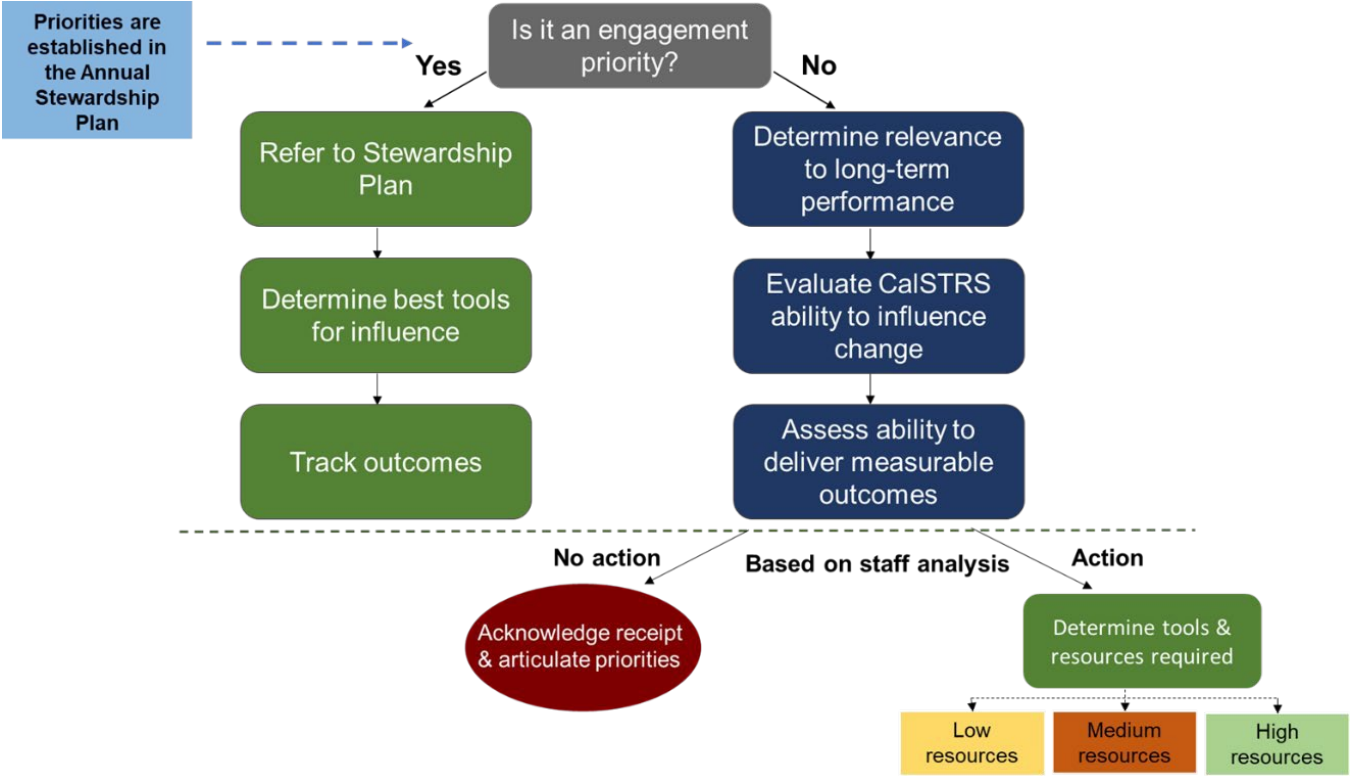 Priorities are
established in
the Annual
Stewardship
Plan
Is it an engagement
priority?
Yes
No
Refer to Stewardship
Plan
Determine relevance
to long-term
performance
Determine best tools
for influence
Evaluate CalSTRS
ability to influence
change
Track outcomes
Assess ability to
deliver measurable
outcomes
No action
Based on staff analysis
Action
Acknowledge receipt
& articulate priorities
Determine tools &
resources required
Low
resources
Medium
resources
High
resources